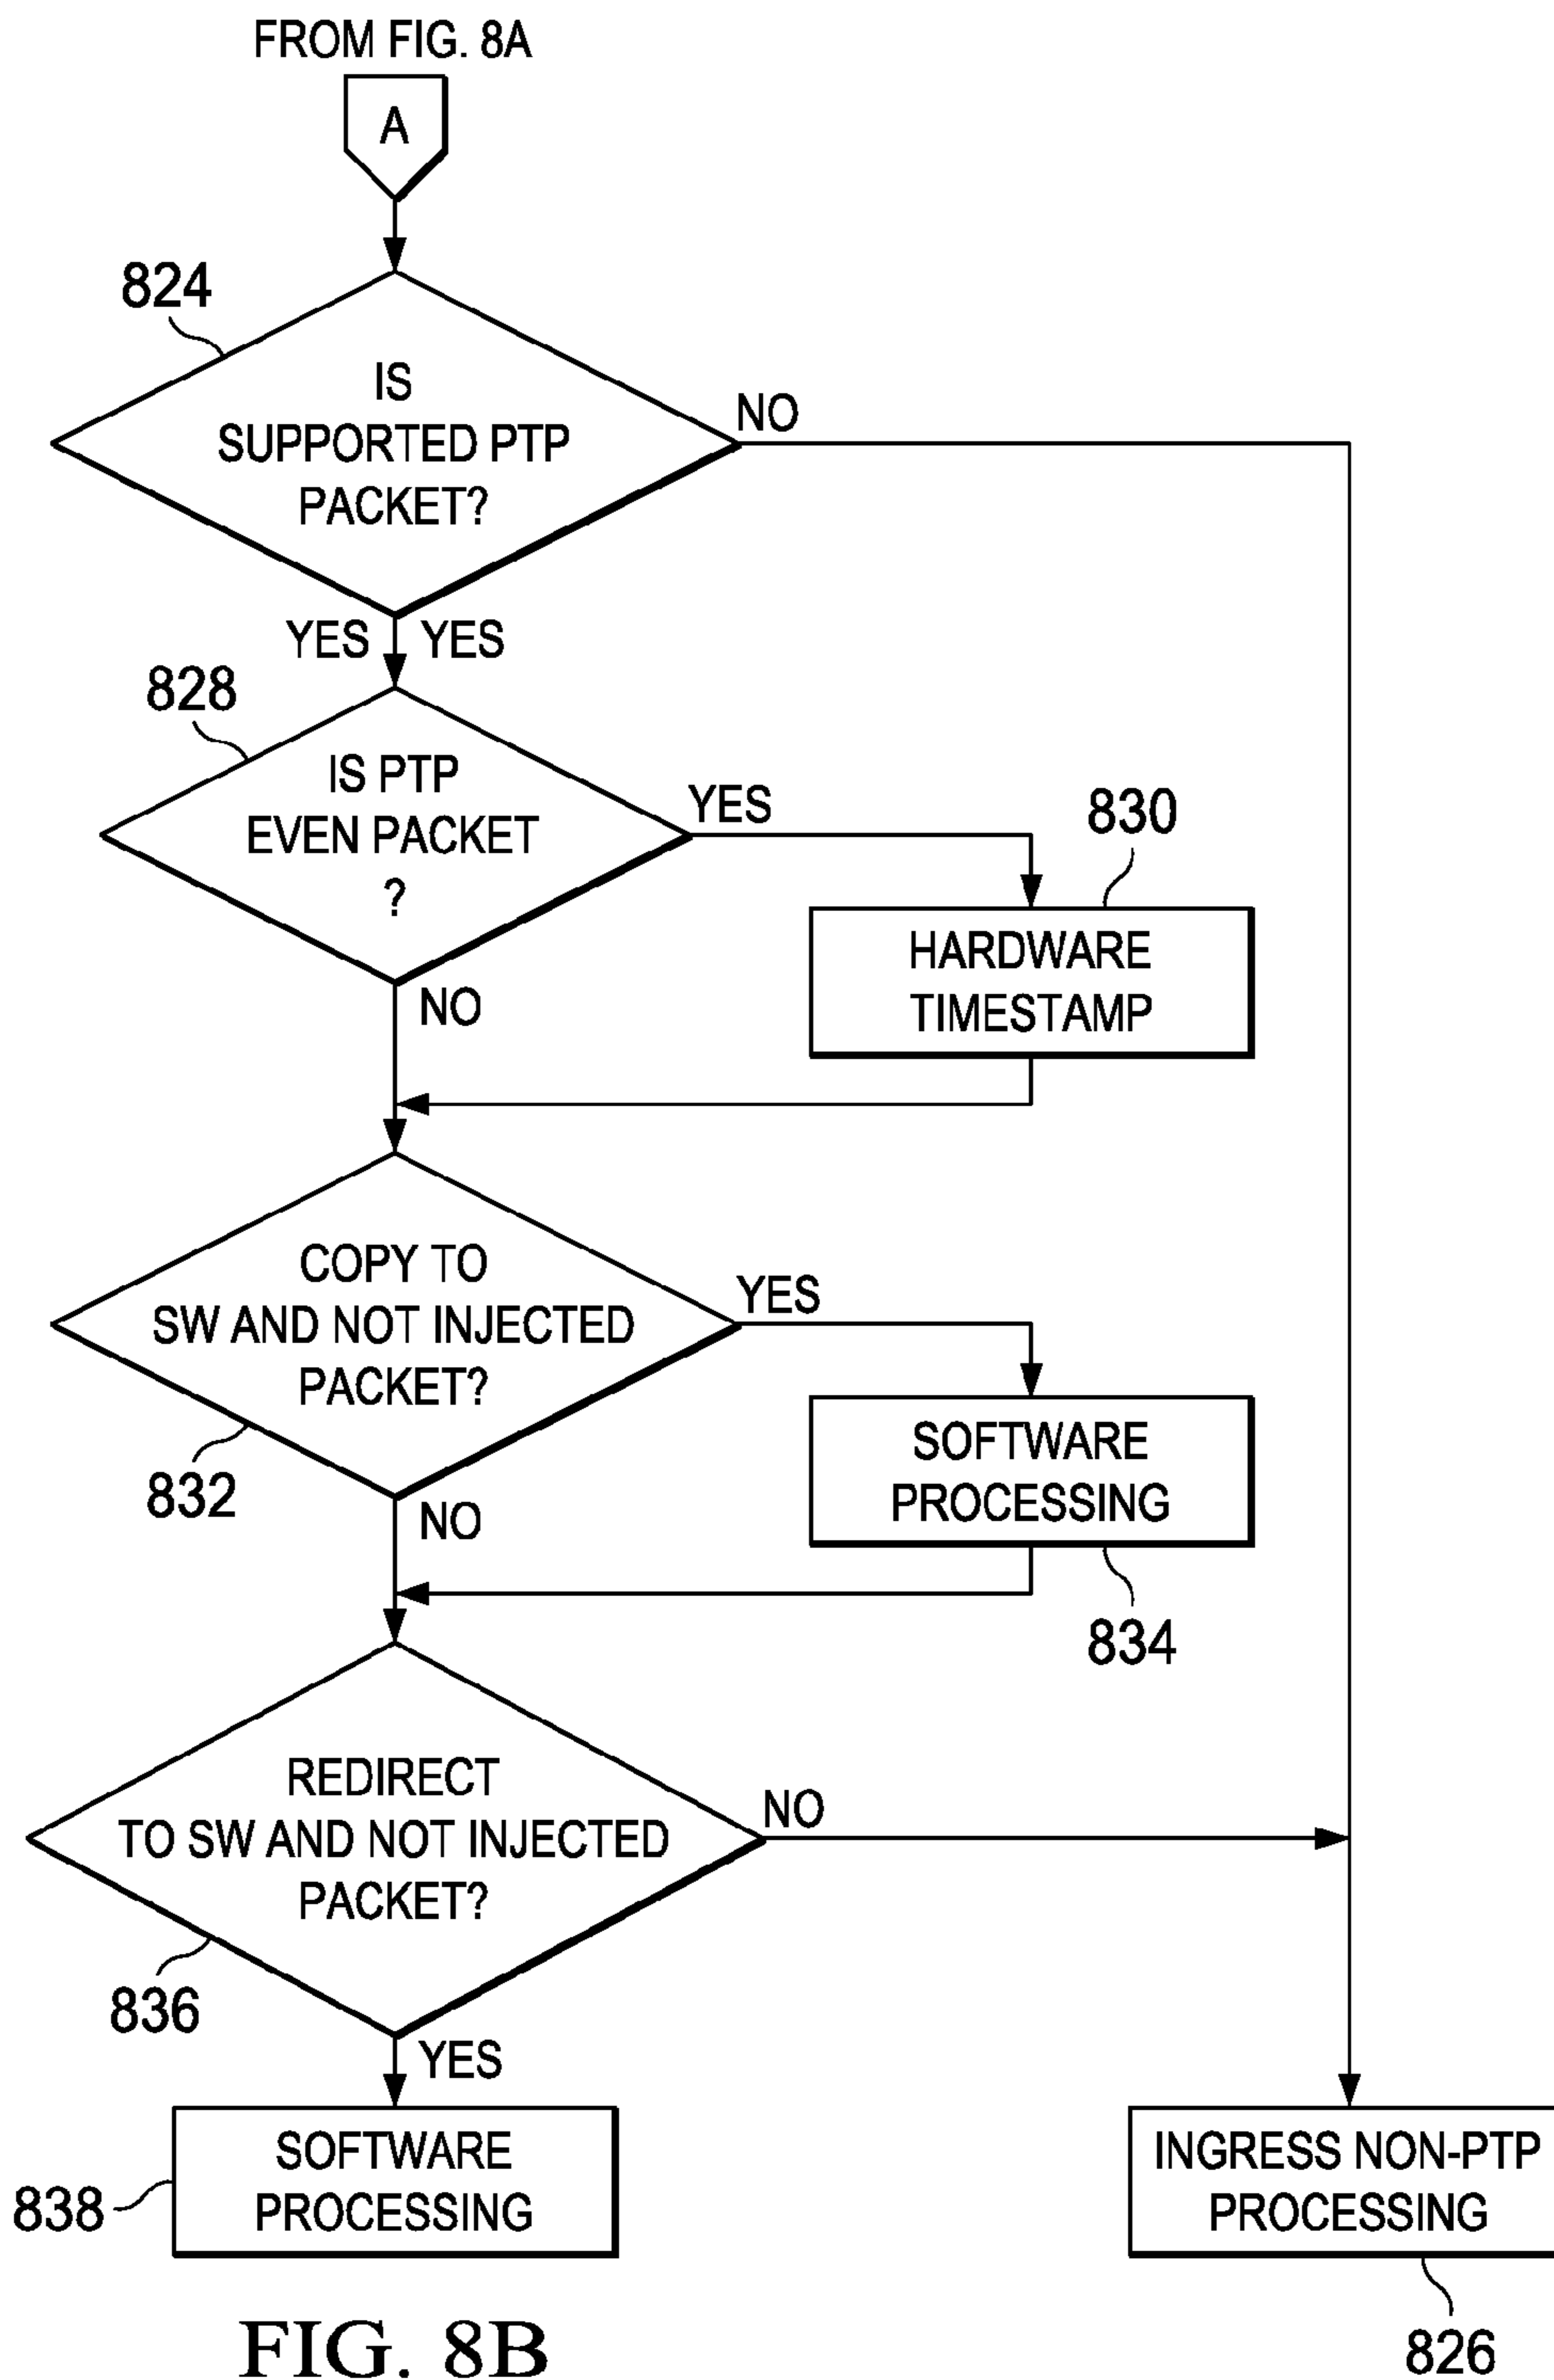 FROM FIG. 8A
A
824
IS
SUPPORTED PTP
PACKET?
NO
YES YES
828
IS PTP
EVEN PACKET
?
YES
830
HARDWARE
TIMESTAMP
NO
COPY TO
SW AND NOT INJECTED
PACKET?
YES
832
SOFTWARE
PROCESSING
NO
834
REDIRECT
TO SW AND NOT INJECTED
PACKET?
NO
836
YES
SOFTWARE
PROCESSING
838
INGRESS NON-PTP
PROCESSING
826
FIG. 8B